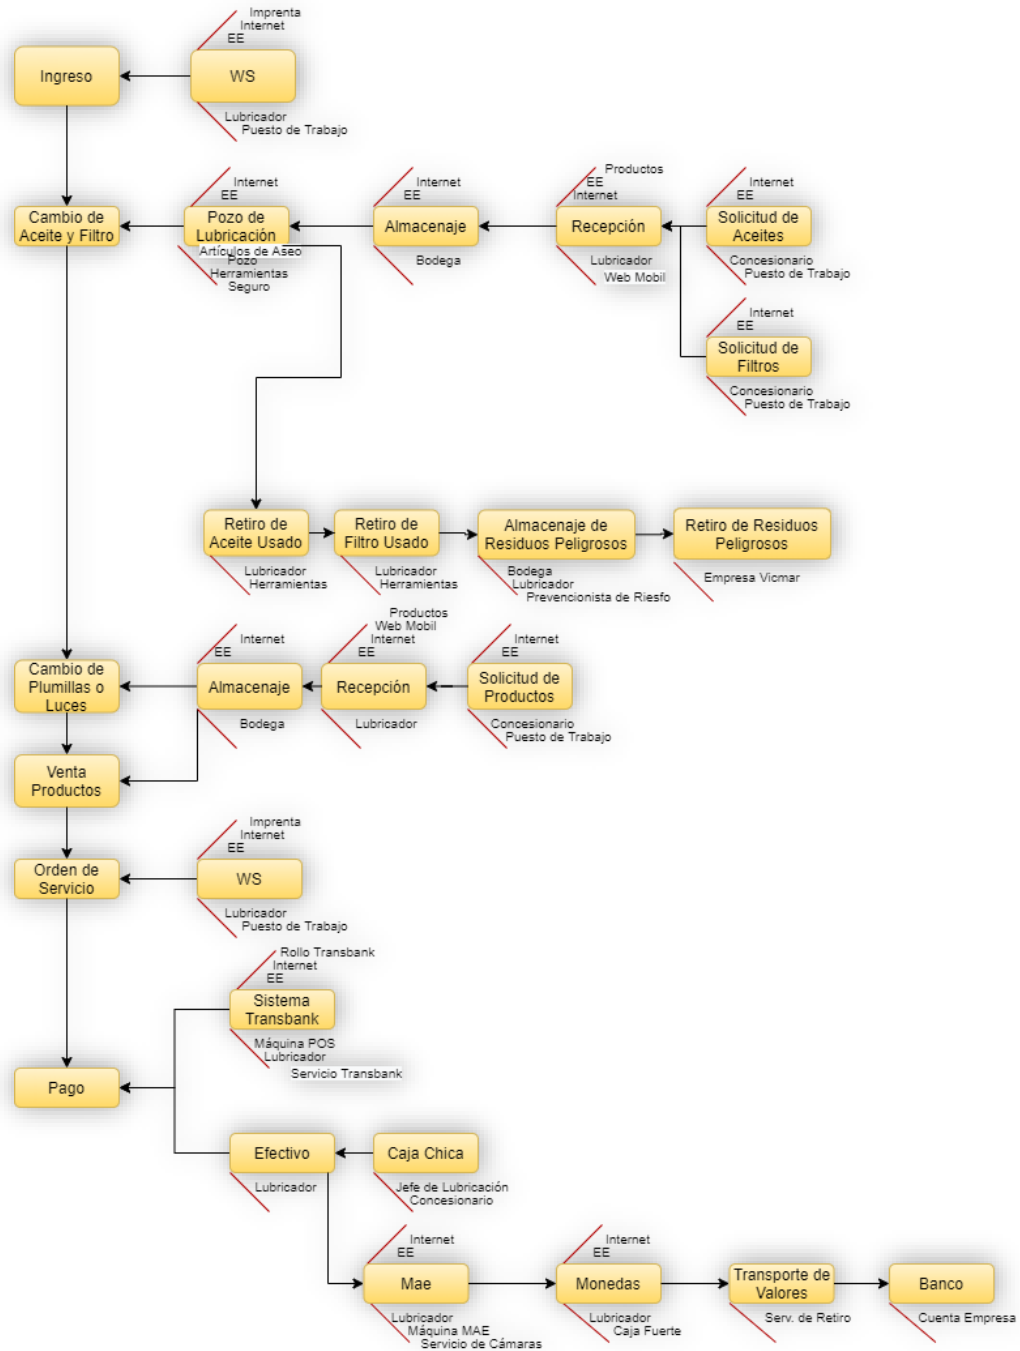 Imprenta
Internet
EE
Ingreso
WS
Lubricador
Puesto de Trabajo
Internet
EE
Internet
EE
Productos
EE
Internet
Internet
EE
Cambio de
Aceite y Filtro
Pozo de
Lubricación
Almacenaje
Recepción
Solicitud de
Aceites
Artículos de Aseo
Pozo
Herramientas
Seguro
Bodega
Lubricador
Web Mobil
Concesionario
Puesto de Trabajo
Internet
EE
Solicitud de
Filtros
Concesionario
Puesto de Trabajo
Retiro de
Aceite Usado
Retiro de
Filtro Usado
Almacenaje de
Residuos Peligrosos
Retiro de Residuos
Peligrosos
Lubricador
Herramientas
Lubricador
Herramientas
Bodega
Lubricador
Prevencionista de Riesfo
Empresa Vicmar
Internet
EE
Productos
Web Mobil
Internet
EE
Internet
EE
Cambio de
Plumillas o
Luces
Almacenaje
Recepción
Solicitud de
Productos
Bodega
Lubricador
Concesionario
Puesto de Trabajo
Venta
Productos
Imprenta
Internet
EE
Orden de
Servicio
WS
Lubricador
Puesto de Trabajo
Rollo Transbank
Internet
EE
Sistema
Transbank
Máquina POS
Lubricador
Servicio Transbank
Pago
Efectivo
Caja Chica
Lubricador
Jefe de Lubricación
Concesionario
Internet
EE
Internet
EE
Mae
Monedas
Transporte de
Valores
Banco
Lubricador
Máquina MAE
Servicio de Cámaras
Lubricador
Caja Fuerte
Serv. de Retiro
Cuenta Empresa